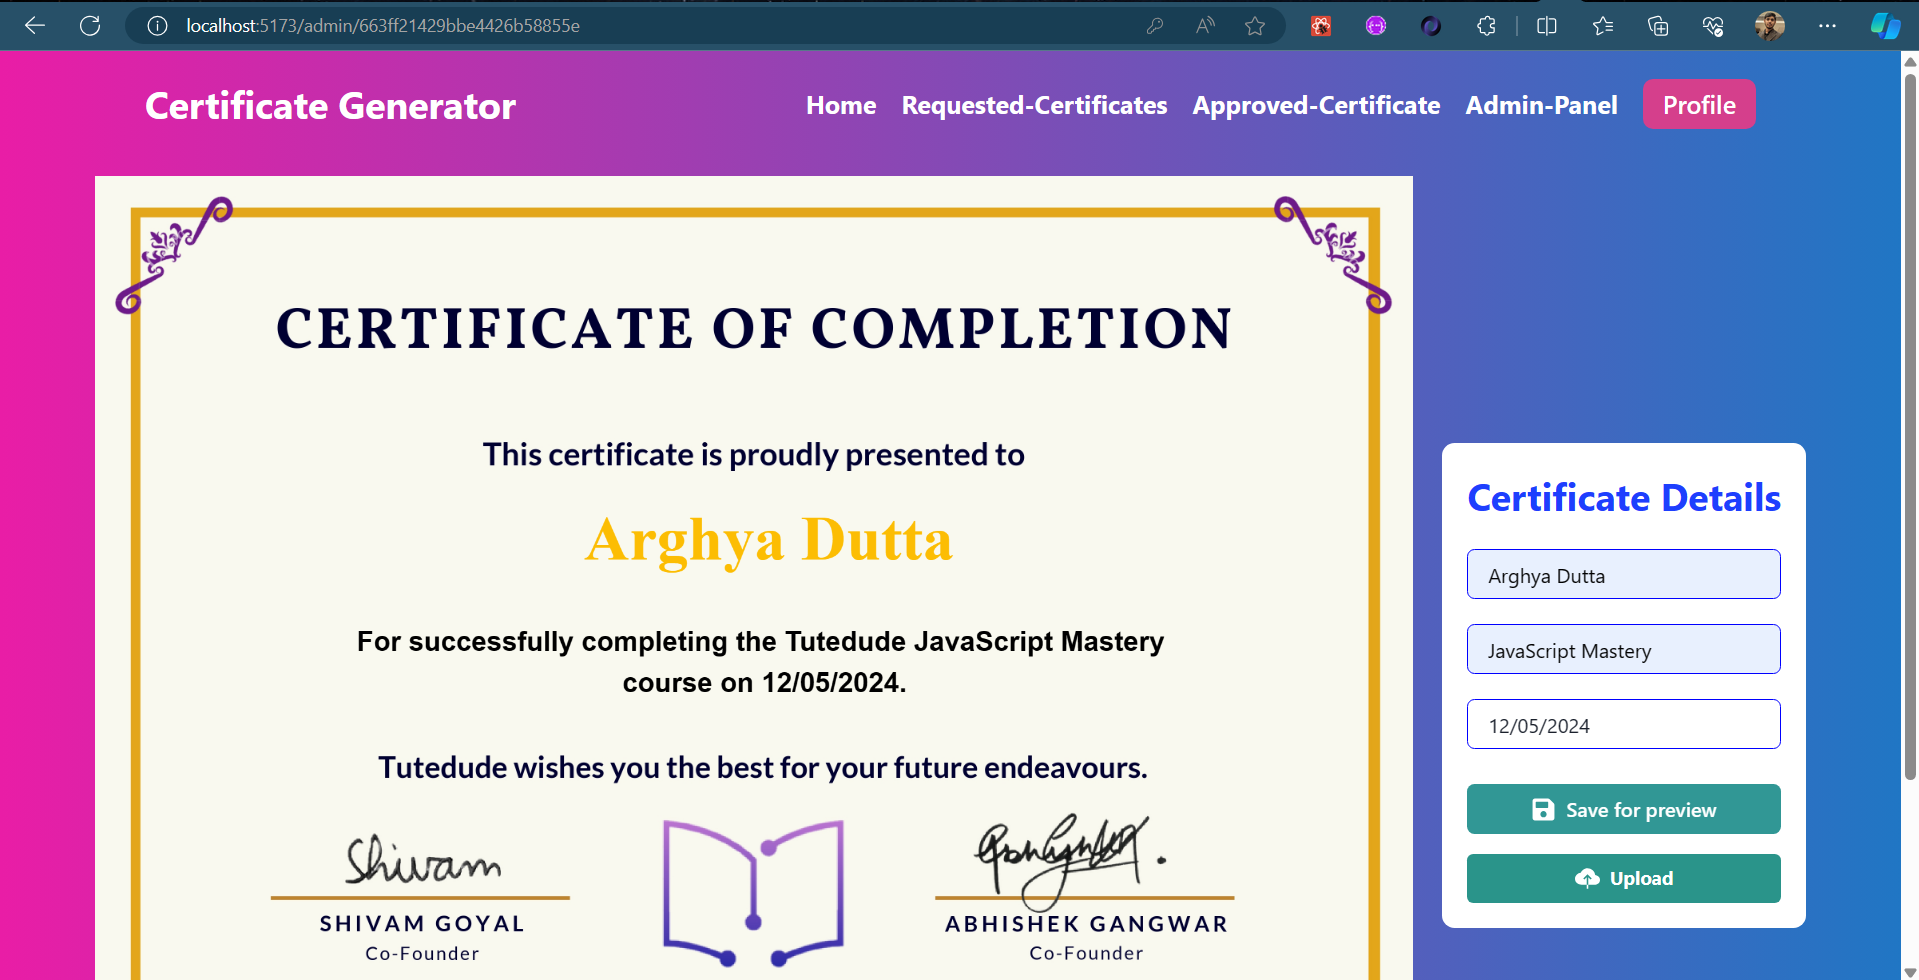 localhost:5173/admin/663ff21429bbe4426b58855e
Certificate Generator
Home Requested-Certificates Approved-Certificate Admin-Panel Profile
CERTIFICATE OF COMPLETION
This certificate is proudly presented to
Arghya Dutta
For successfully completing the Tutedude JavaScript Mastery
course on 12/05/2024.
Tutedude wishes you the best for your future endeavours.
Shivam
SHIVAM GOYAL
Co-Founder
ABHISHEK GANGWAR
Co-Founder
Certificate Details
Arghya Dutta
JavaScript Mastery
12/05/2024
Save for preview
Upload